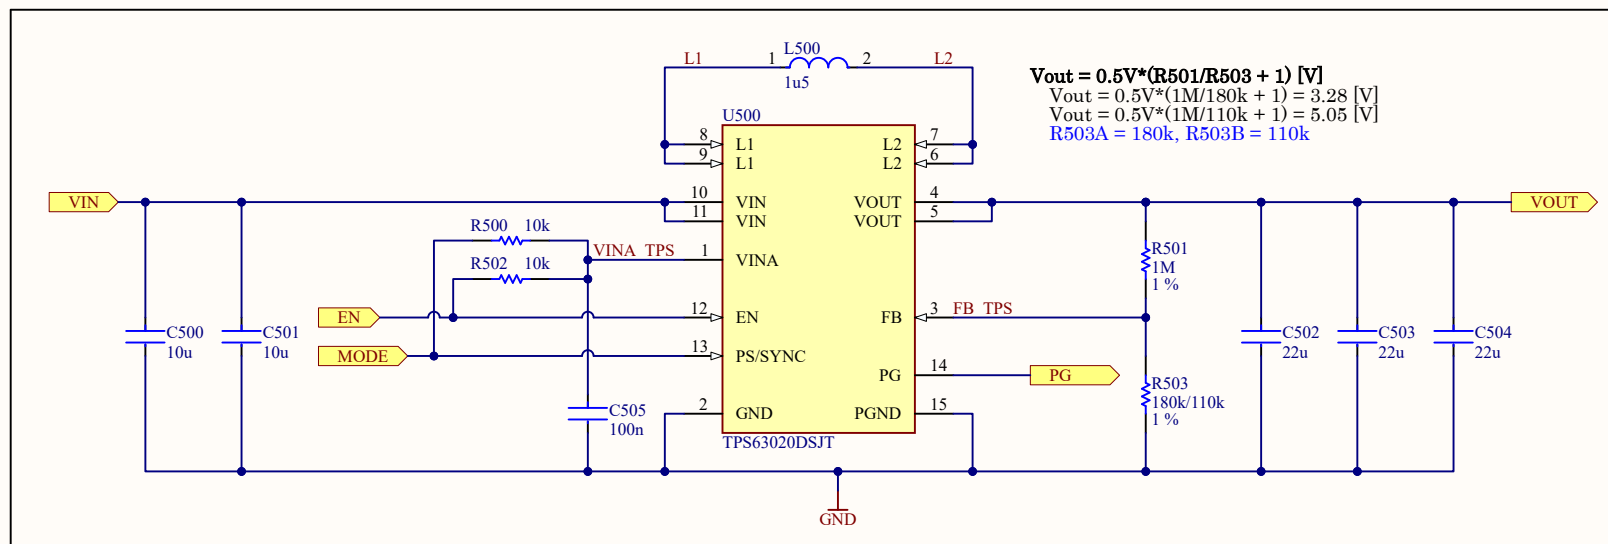 L1 1 L500 2 L2
1u5
Vout = 0.5V*(R501/R503 + 1) [V]
Vout = 0.5V*(1M/180k + 1) = 3.28 [V]
Vout = 0.5V*(1M/110k + 1) = 5.05 [V]
R503A = 180k, R503B = 110k
U500
8 L1 L2 7
9 L1 L2 6
VIN 10 VIN VOUT 4 VOUT
11 VIN VOUT 5
R500 10k
VINA_TPS 1 VINA
R502 10k
R501
1M
1 %
EN 12 EN FB 3 FB_TPS
C500
10u
C501
10u
C502
22u
C503
22u
C504
22u
MODE 13 PS/SYNC
PG 14 PG
R503
180k/110k
1 %
2 GND PGND 15
C505
100n
TPS63020DSJT
GND